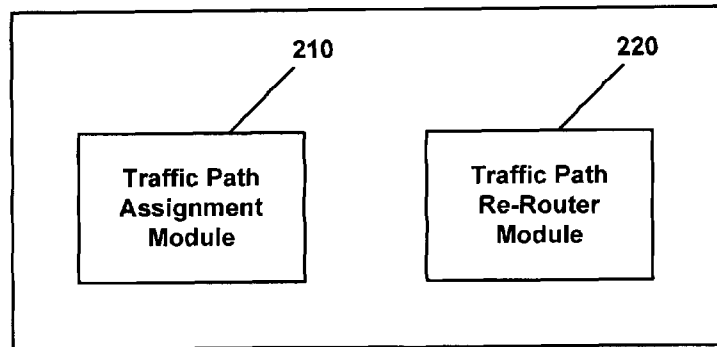 210
220
Traffic Path
Assignment
Module
Traffic Path
Re-Router
Module